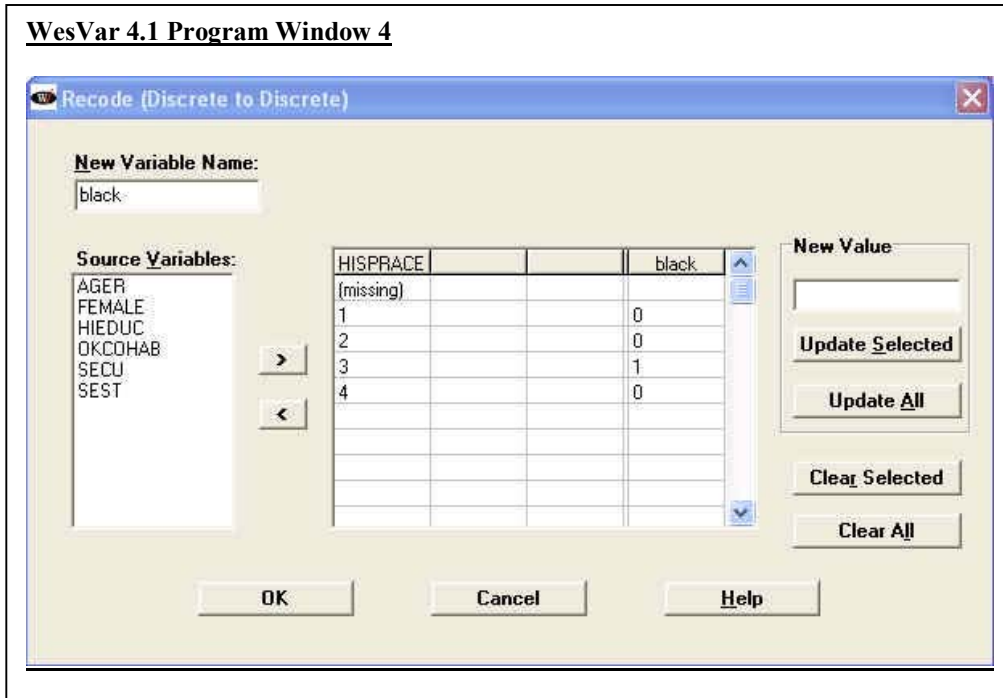 WesVar 4.1 Program Window 4
Recode (Discrete to Discrete)
New Variable Name:
black
Source Variables:
AGER
FEMALE
HIEDUC
OKCOHAB
SECU
SEST
>
<
HISPRACE black
(missing)
1 0
2 0
3 1
4 0
New Value
Update Selected
Update All
Clear Selected
Clear All
OK Cancel Help